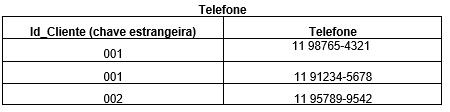 Telefone
Id_Cliente (chave estrangeira) Telefone
001 11 98765-4321
001 11 91234-5678
002 11 95789-9542